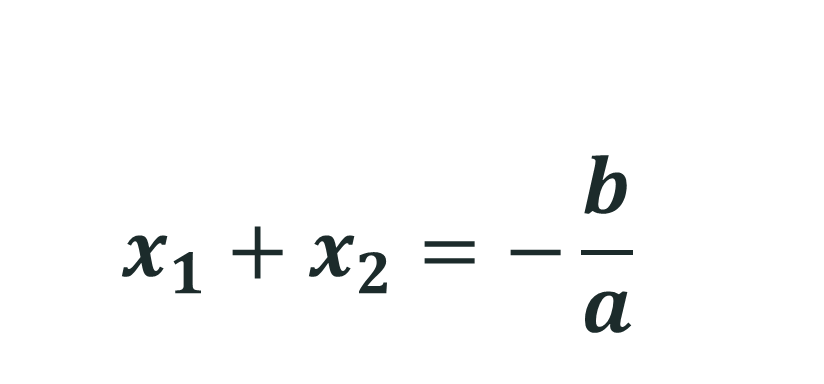 x₁ + x₂ = −b/a